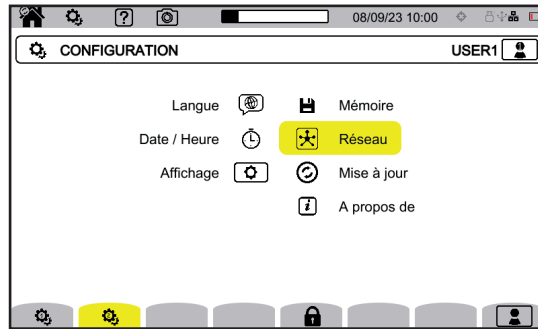 08/09/23 10:00
CONFIGURATION
USER1
Langue
Mémoire
Date / Heure
Réseau
Affichage
Mise à jour
A propos de